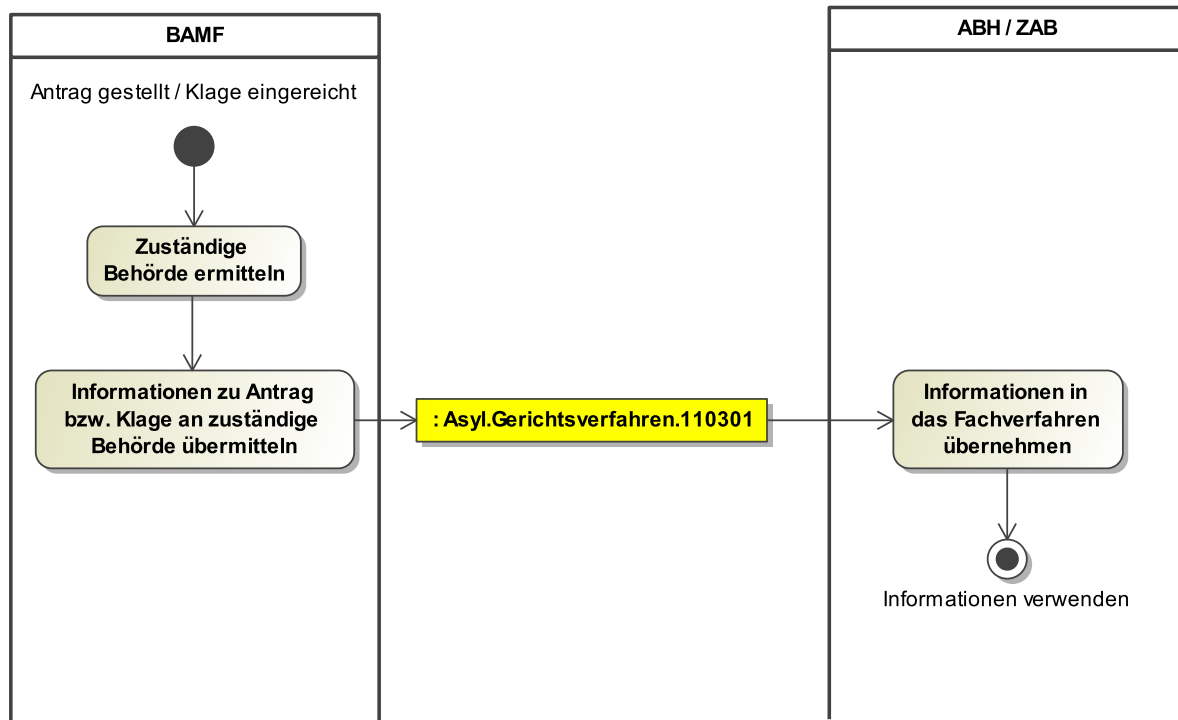 BAMF
Antrag gestellt / Klage eingereicht
Zuständige
Behörde ermitteln
Informationen zu Antrag
bzw. Klage an zuständige
Behörde übermitteln
: Asyl.Gerichtsverfahren.110301
ABH / ZAB
Informationen in
das Fachverfahren
übernehmen
Informationen verwenden